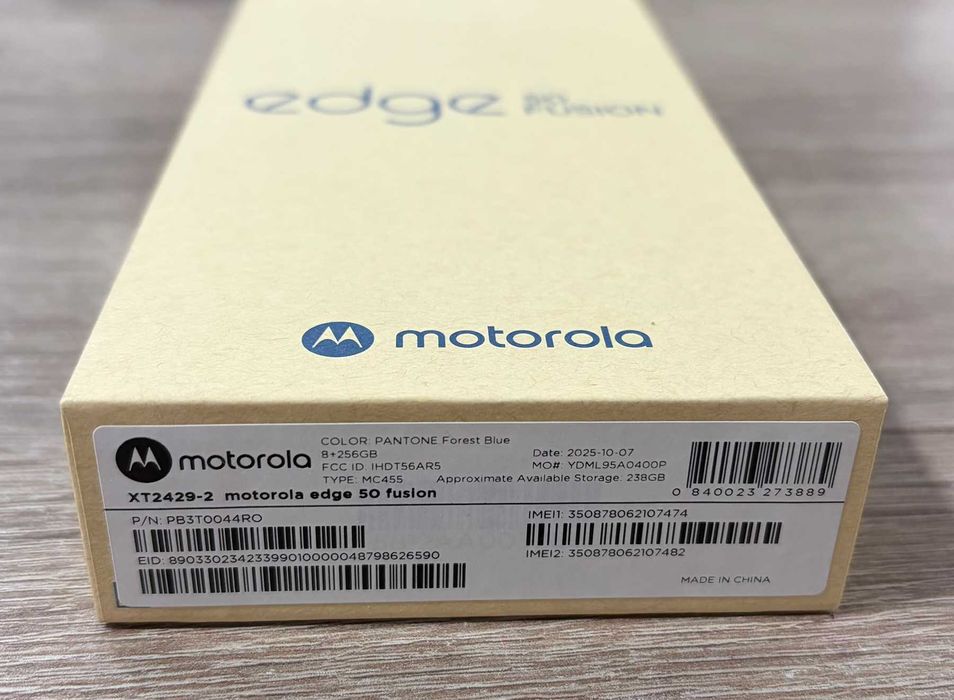 edge 50 FUSION
motorola
motorola
COLOR: PANTONE Forest Blue
8+256GB
FCC ID: IHDT56AR5
TYPE: MC455
Date: 2025-10-07
MO#: YDML95A0400P
Approximate Available Storage: 238GB
0 840023 273889
XT2429-2 motorola edge 50 fusion
P/N: PB3T0044RO
EID: 89033023423399010000048798626590
IMEI1: 350878062107474
IMEI2: 350878062107482
MADE IN CHINA